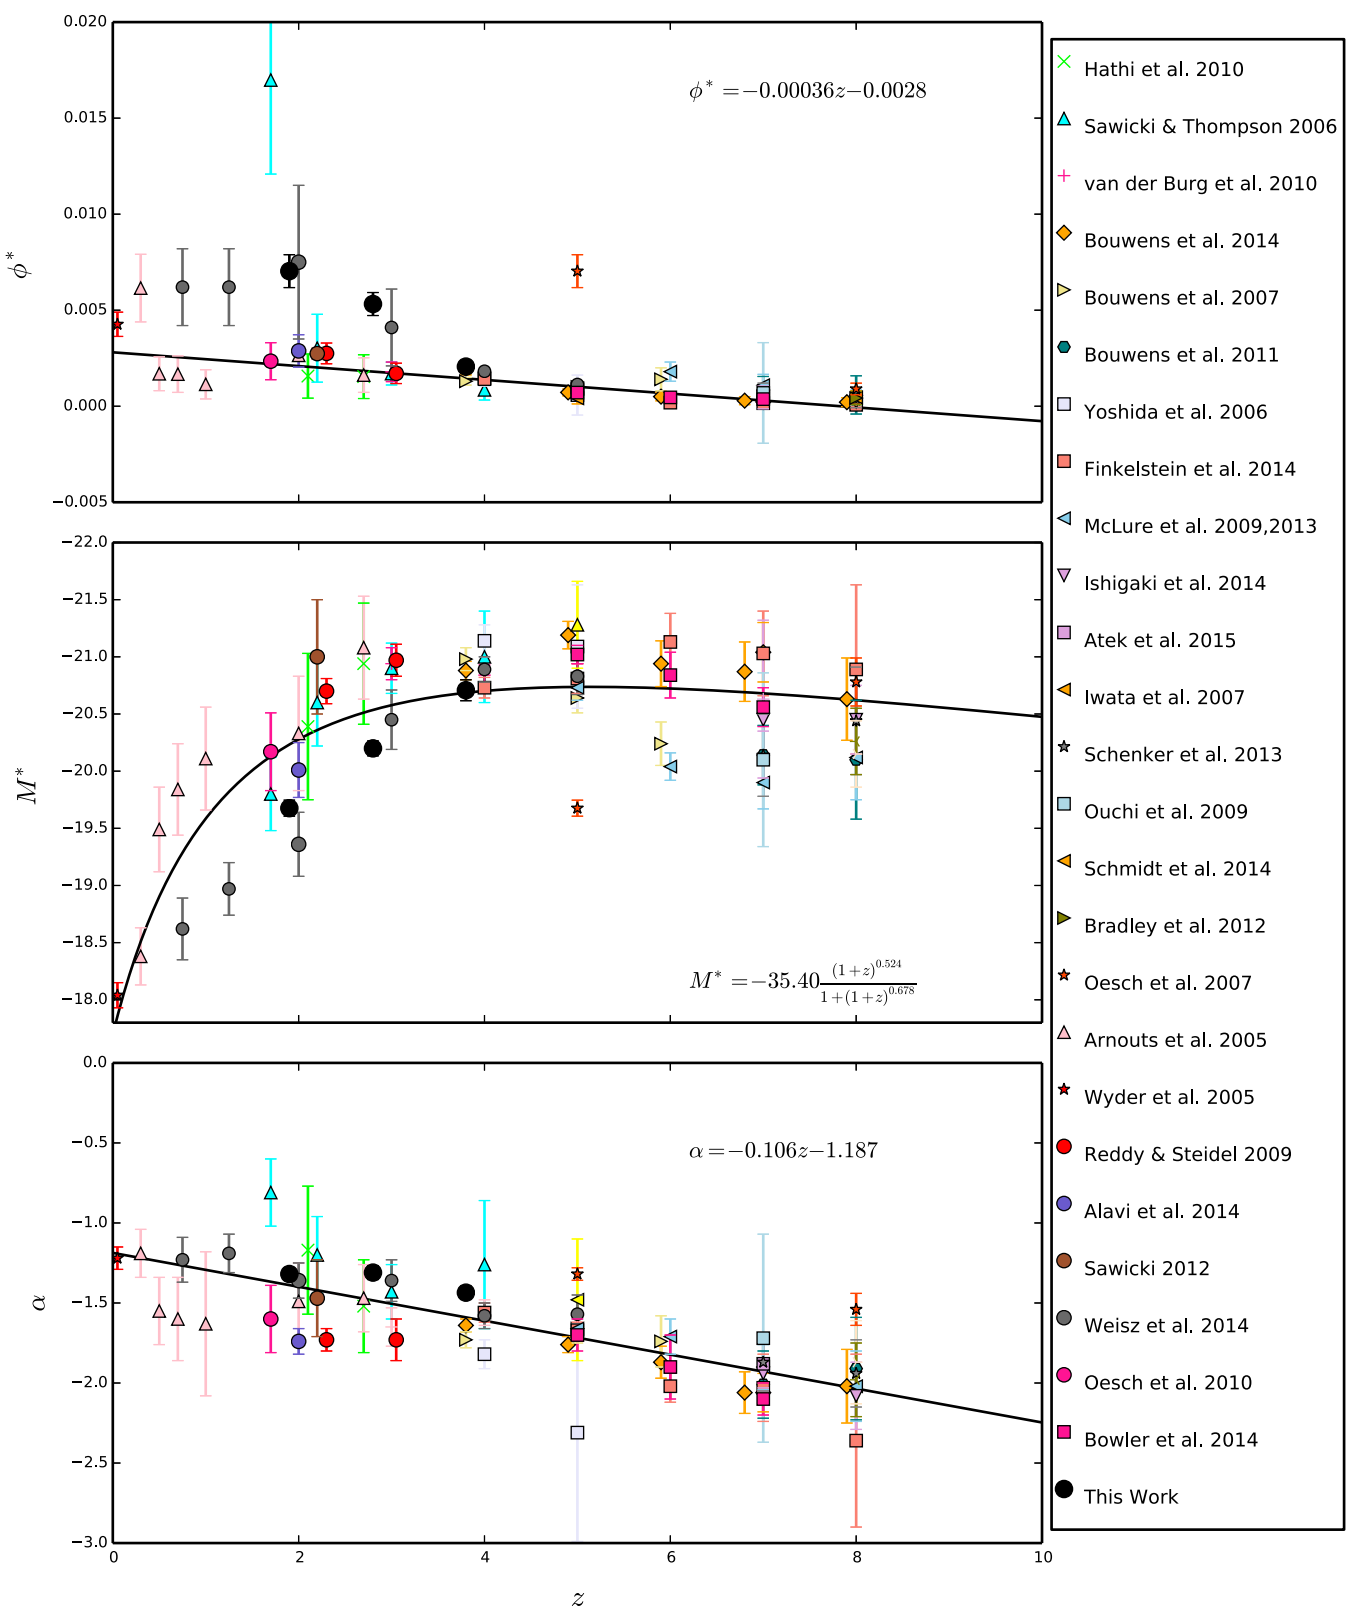 0.020
0.015
0.010
0.005
0.000
−0.005
ϕ*
ϕ* = −0.00036z−0.0028
−22.0
−21.5
−21.0
−20.5
−20.0
−19.5
−19.0
−18.5
−18.0
M*
M* = −35.40 (1+z)^0.524 / 1+(1+z)^0.678
0.0
−0.5
−1.0
−1.5
−2.0
−2.5
−3.0
α
α = −0.106z−1.187
0 2 4 6 8 10
z
Hathi et al. 2010
Sawicki & Thompson 2006
van der Burg et al. 2010
Bouwens et al. 2014
Bouwens et al. 2007
Bouwens et al. 2011
Yoshida et al. 2006
Finkelstein et al. 2014
McLure et al. 2009,2013
Ishigaki et al. 2014
Atek et al. 2015
Iwata et al. 2007
Schenker et al. 2013
Ouchi et al. 2009
Schmidt et al. 2014
Bradley et al. 2012
Oesch et al. 2007
Arnouts et al. 2005
Wyder et al. 2005
Reddy & Steidel 2009
Alavi et al. 2014
Sawicki 2012
Weisz et al. 2014
Oesch et al. 2010
Bowler et al. 2014
This Work